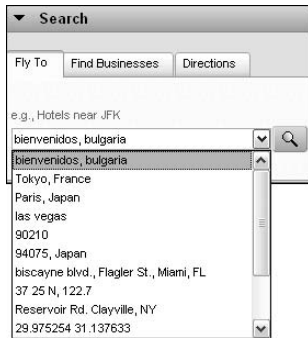 Search
Fly To Find Businesses Directions
e.g., Hotels near JFK
bienvenidos, bulgaria
bienvenidos, bulgaria
Tokyo, France
Paris, Japan
las vegas
90210
94075, Japan
biscayne blvd., Flagler St., Miami, FL
37 25 N, 122.7
Reservoir Rd. Clayville, NY
29.975254 31.137633